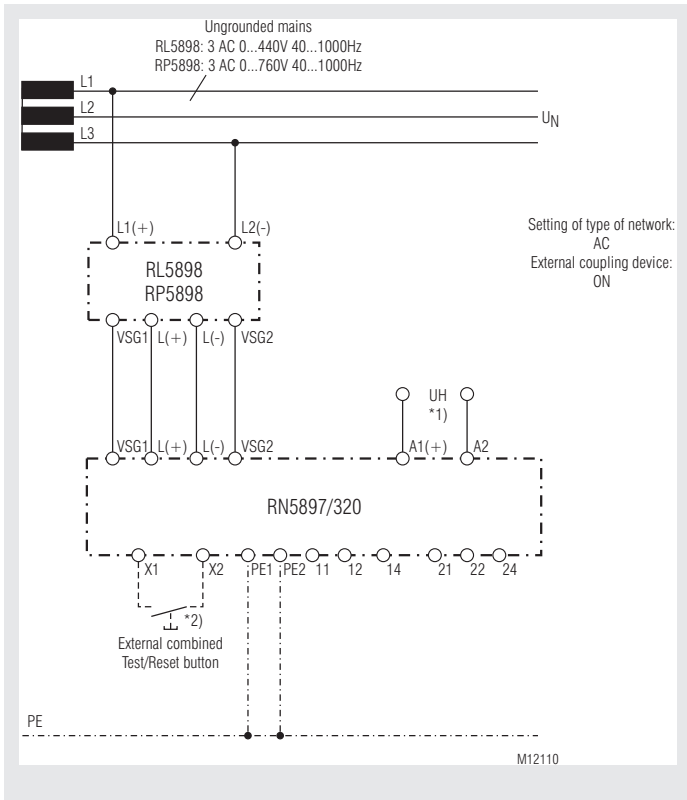 Ungrounded mains
RL5898: 3 AC 0...440V 40...1000Hz
RP5898: 3 AC 0...760V 40...1000Hz
L1
L2
UN
L3
L1(+) L2(-)
Setting of type of network:
AC
External coupling device:
ON
RL5898
RP5898
VSG1 L(+) L(-) VSG2
UH
*1)
VSG1 L(+) L(-) VSG2 A1(+) A2
RN5897/320
X1 X2 PE1 PE2 11 12 14 21 22 24
*2)
External combined
Test/Reset button
PE
M12110